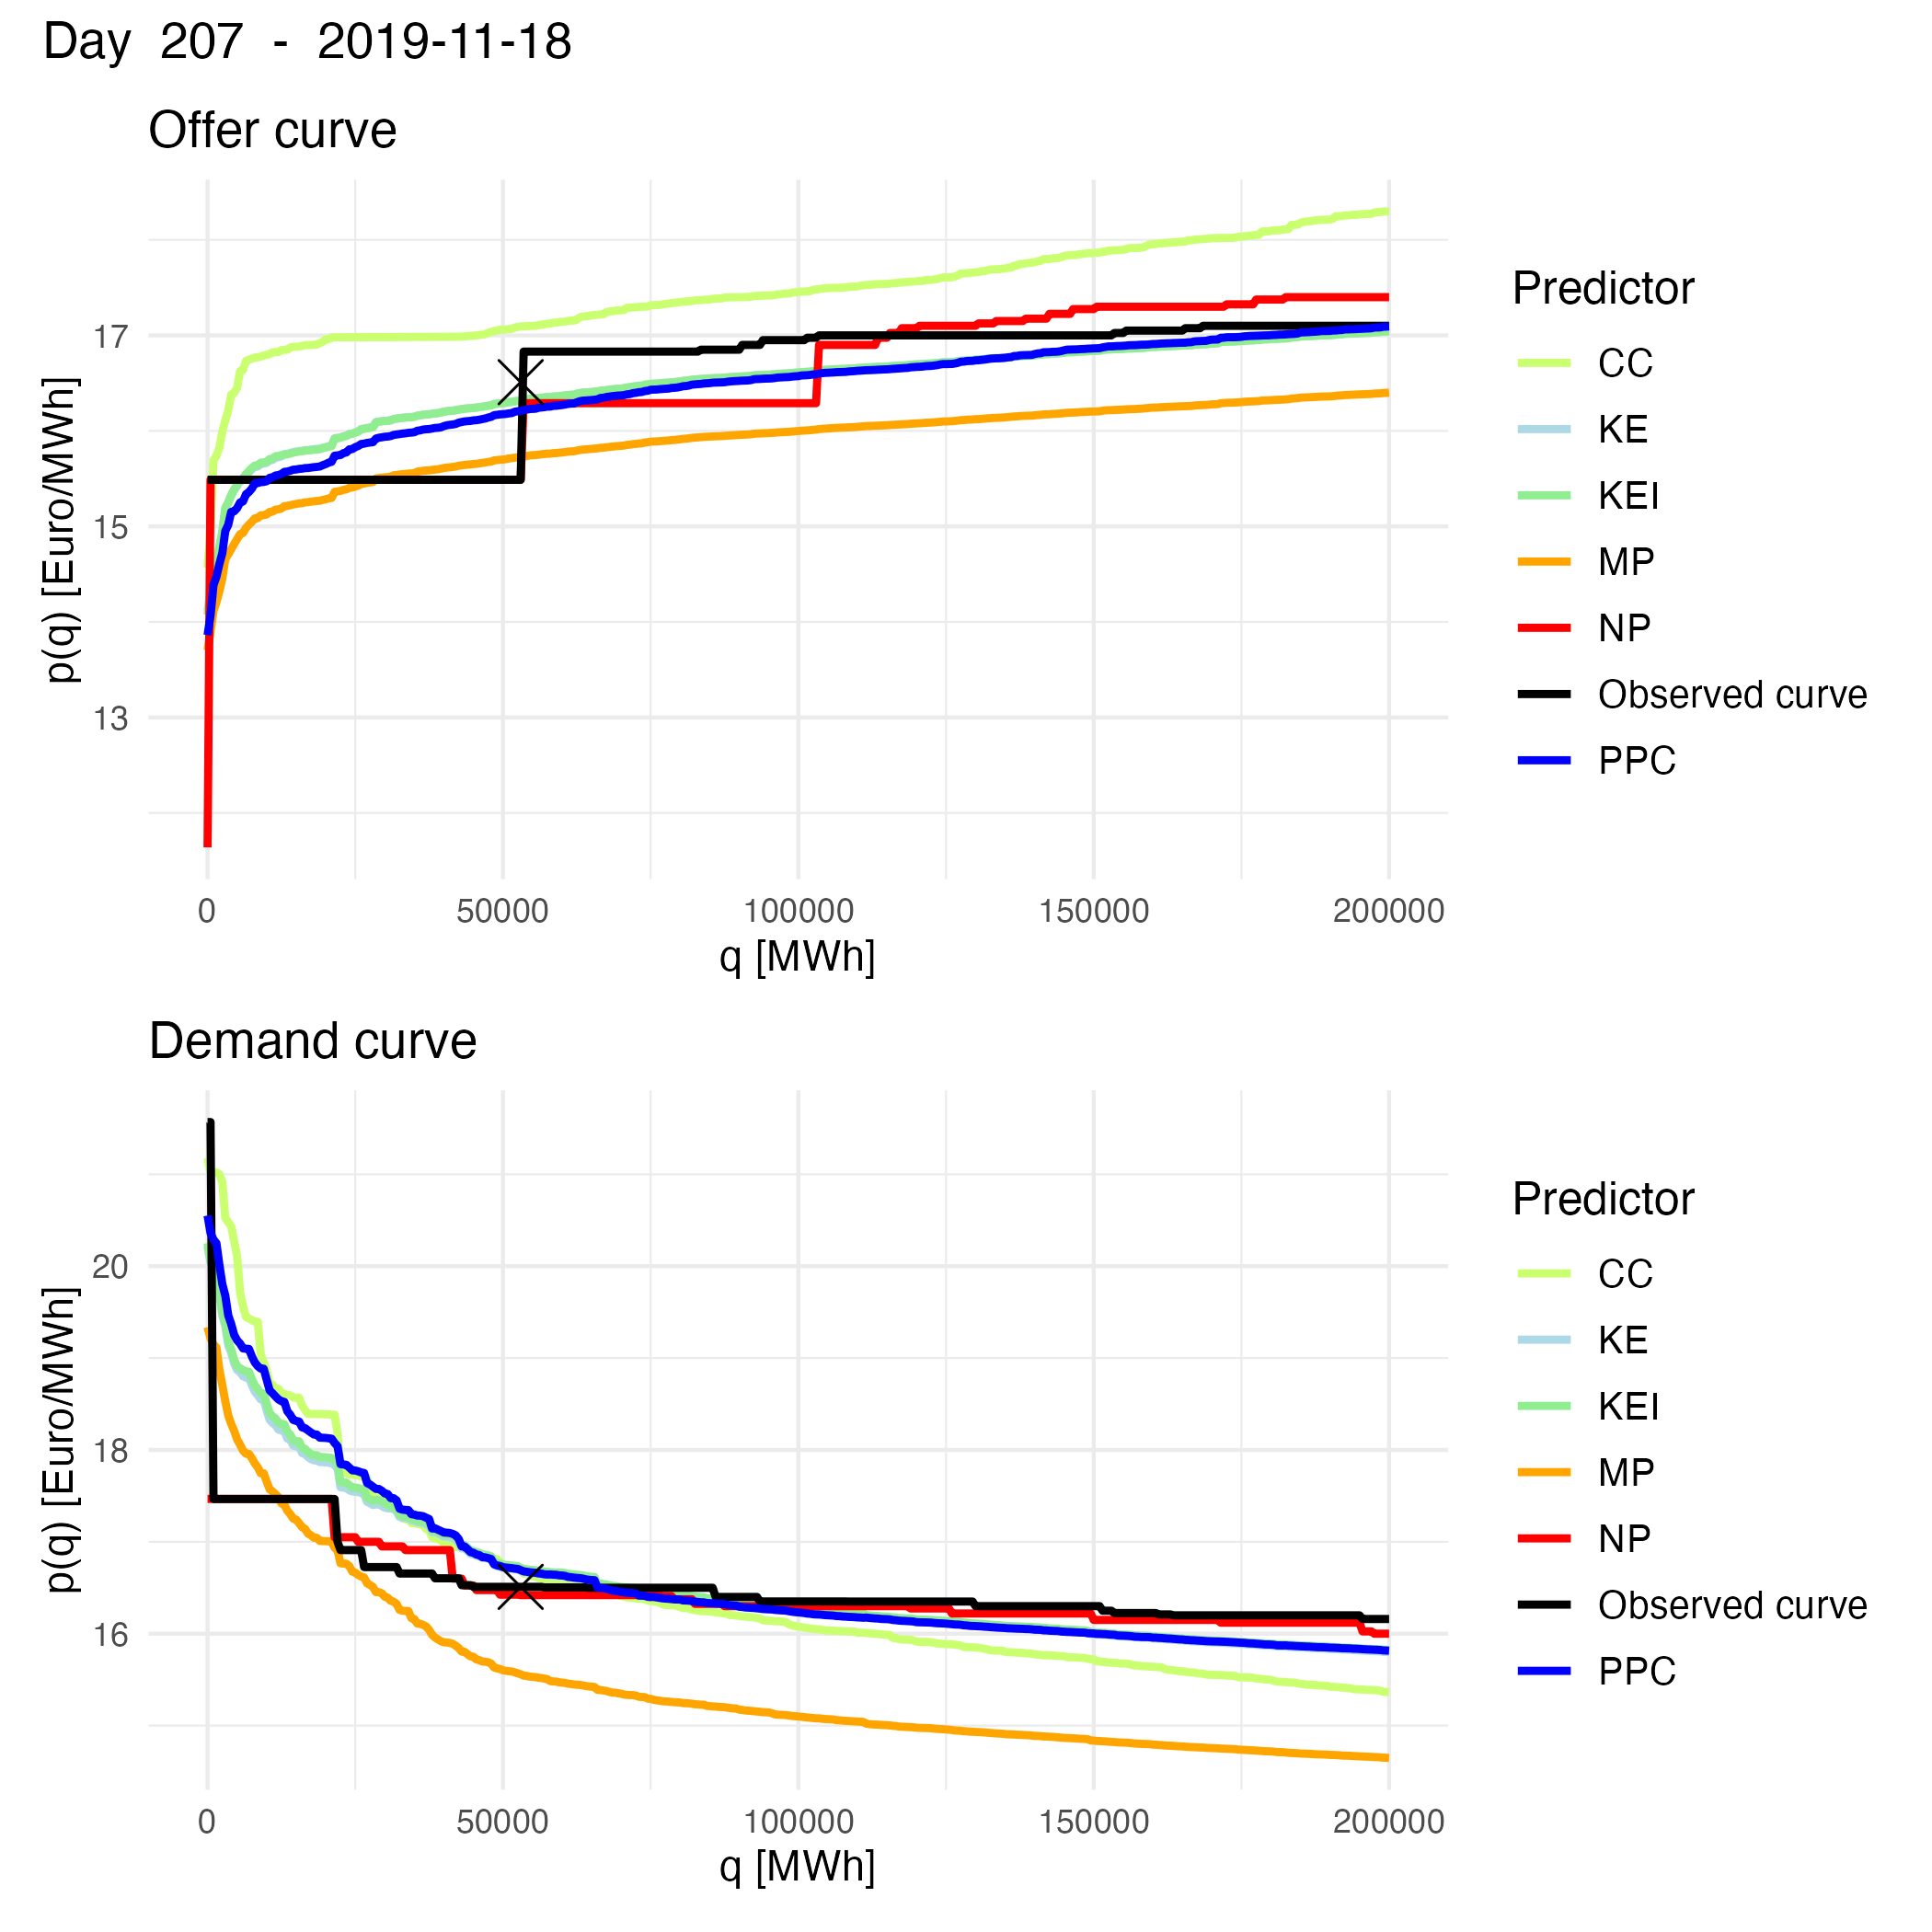 Day 207 - 2019-11-18
Offer curve
p(q) [Euro/MWh]
17
15
13
0 50000 100000 150000 200000
q [MWh]
Predictor
CC
KE
KEI
MP
NP
Observed curve
PPC
Demand curve
p(q) [Euro/MWh]
20
18
16
0 50000 100000 150000 200000
q [MWh]
Predictor
CC
KE
KEI
MP
NP
Observed curve
PPC